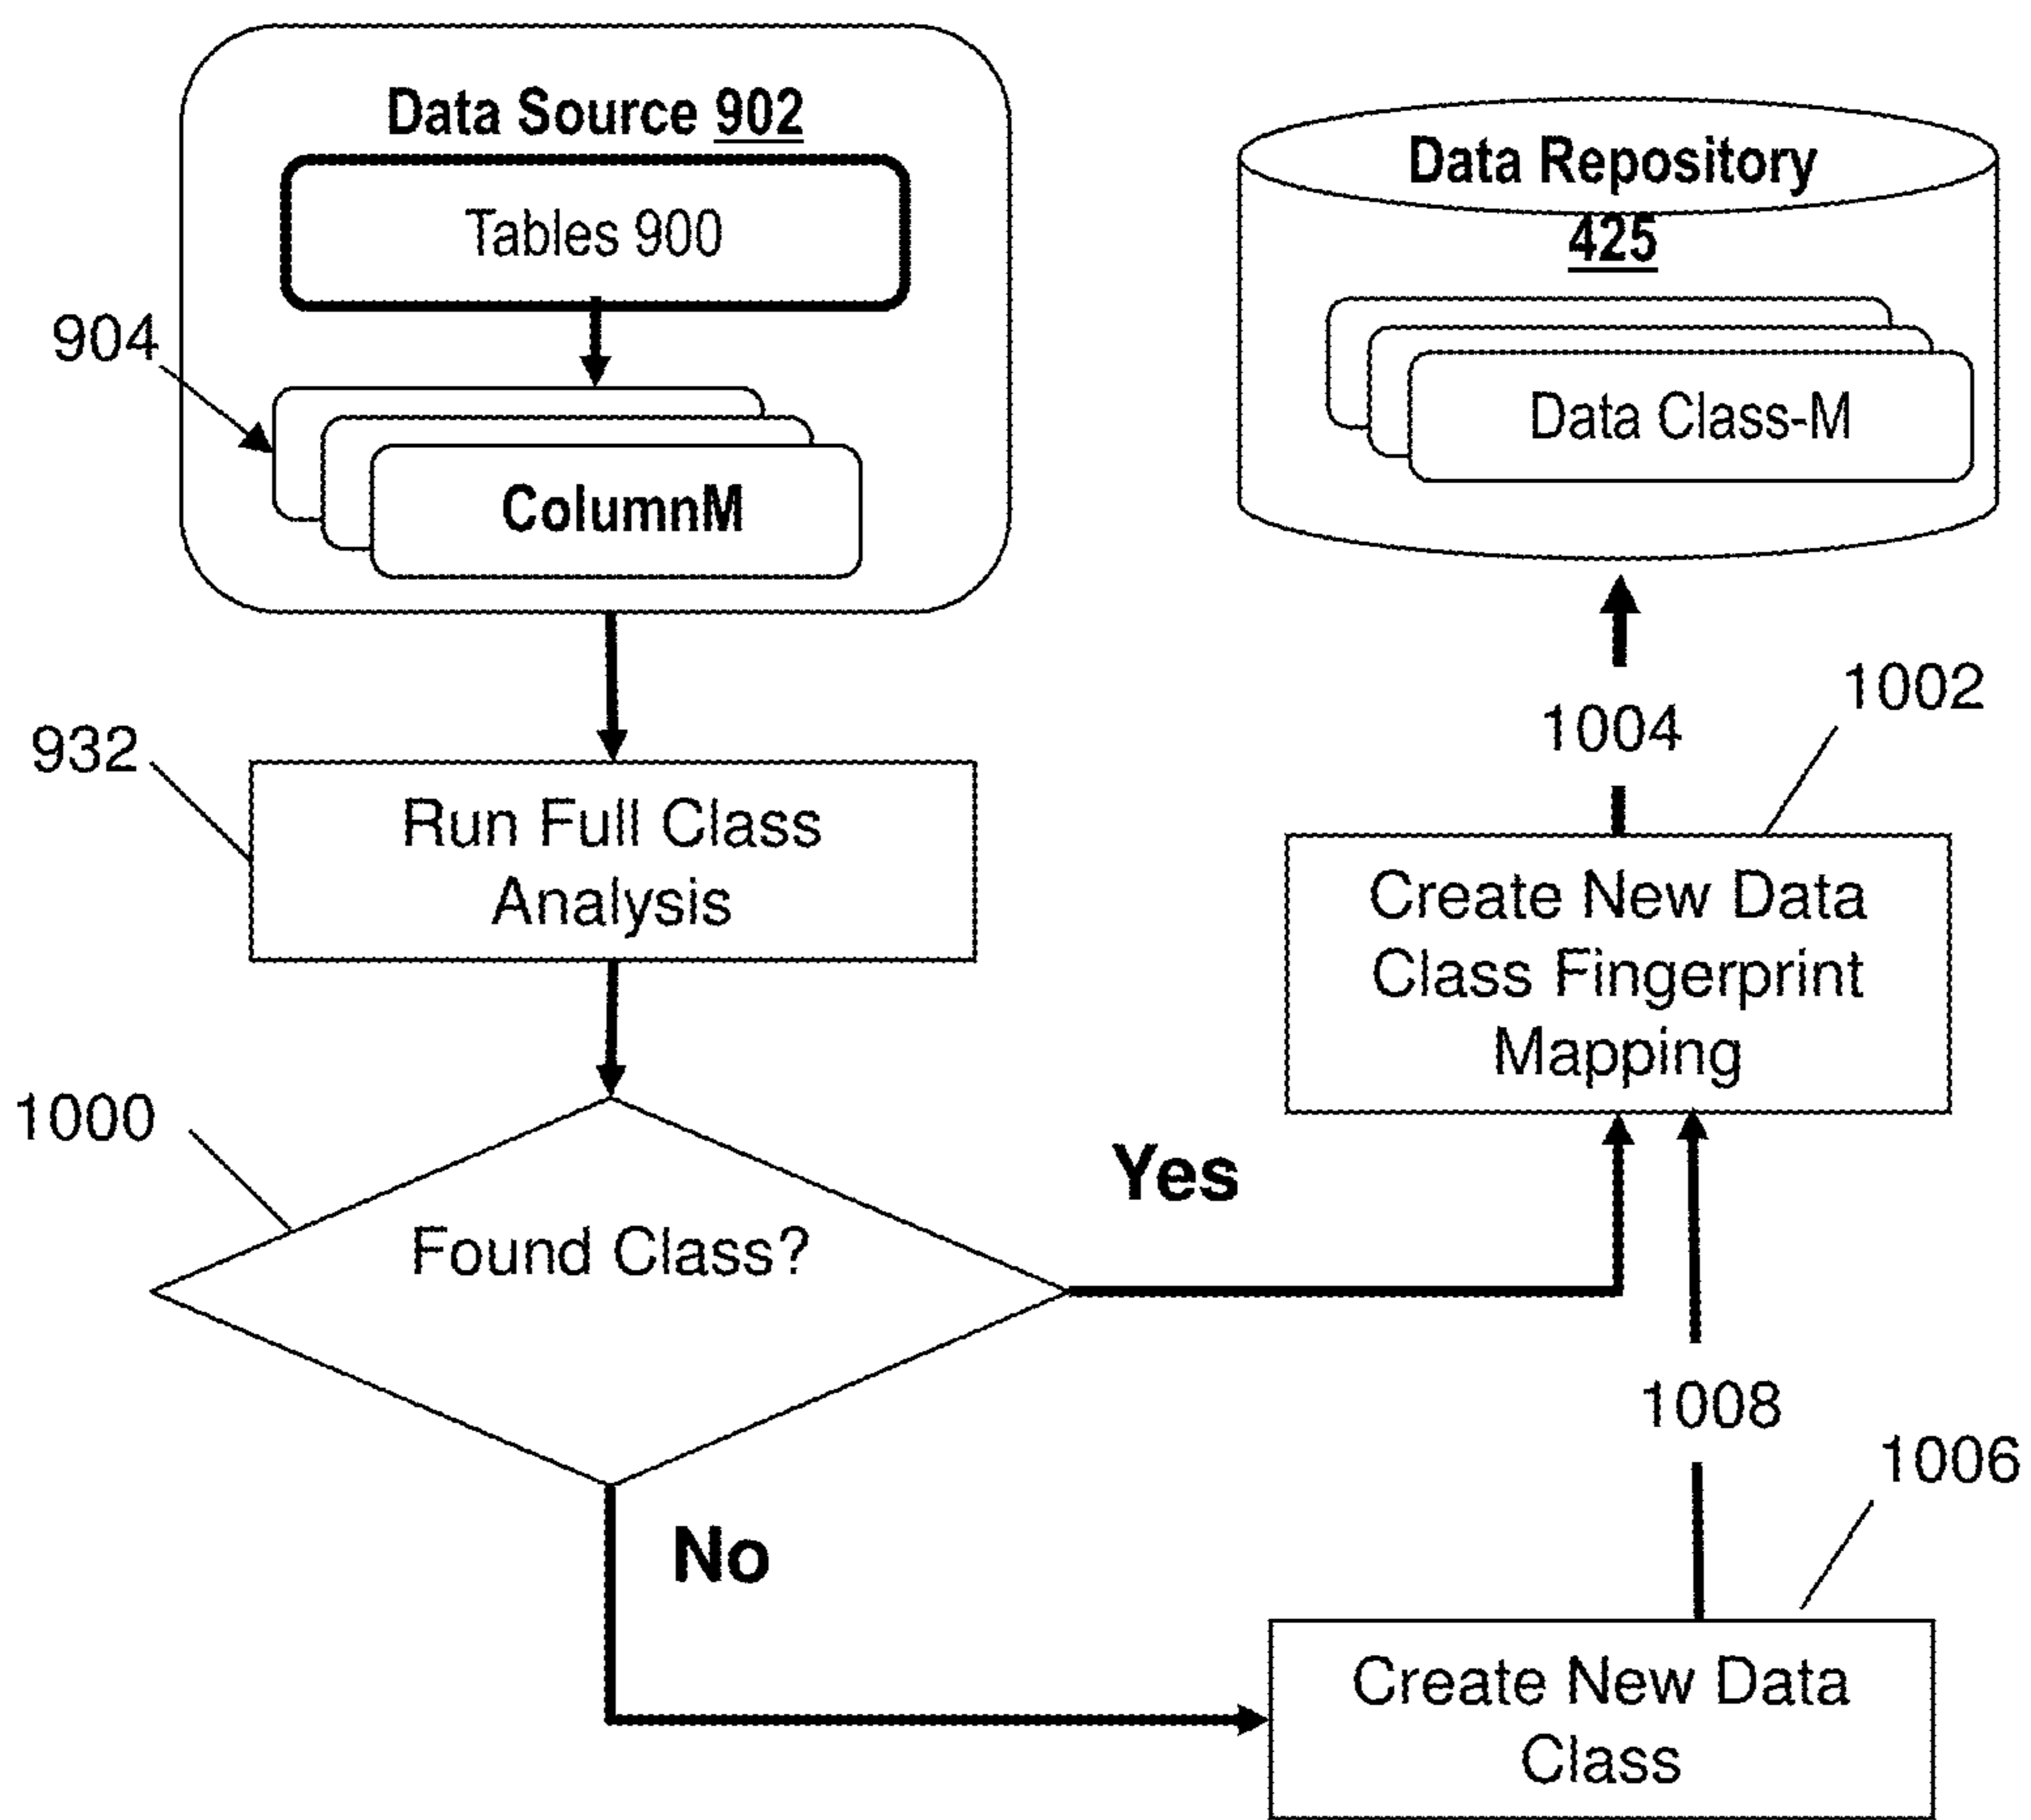 Data Source 902
Tables 900
904
ColumnM
Data Repository
425
Data Class-M
932
Run Full Class
Analysis
1004
1002
Create New Data
Class Fingerprint
Mapping
1000
Found Class?
Yes
No
1008
1006
Create New Data
Class